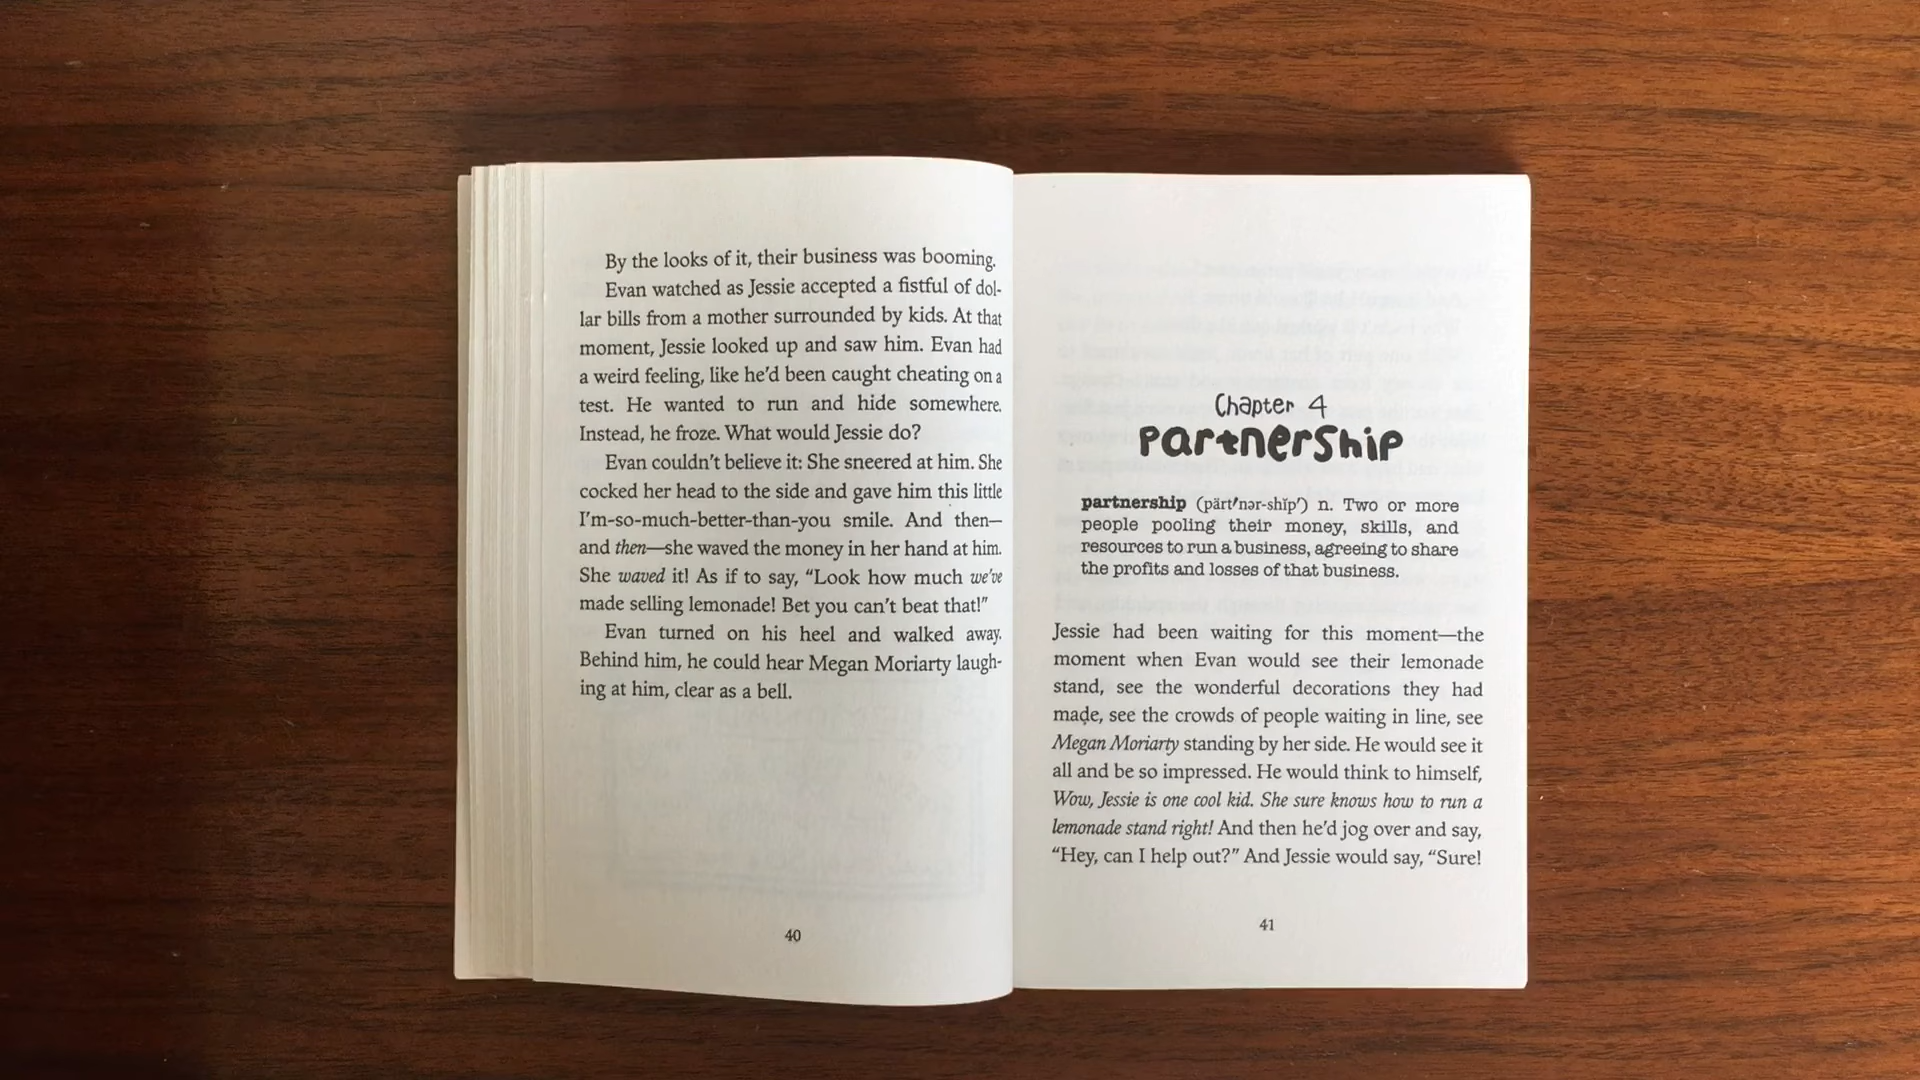 By the looks of it, their business was booming.
Evan watched as Jessie accepted a fistful of dol-
lar bills from a mother surrounded by kids. At that
moment, Jessie looked up and saw him. Evan had
a weird feeling, like he'd been caught cheating on a
test. He wanted to run and hide somewhere.
Instead, he froze. What would Jessie do?
Evan couldn't believe it: She sneered at him. She
cocked her head to the side and gave him this little
I'm-so-much-better-than-you smile. And then—
and then—she waved the money in her hand at him.
She waved it! As if to say, “Look how much we've
made selling lemonade! Bet you can't beat that!”
Evan turned on his heel and walked away.
Behind him, he could hear Megan Moriarty laugh-
ing at him, clear as a bell.
40
Chapter 4
Partnership
partnership (pärt′nər-shĭp′) n. Two or more
people pooling their money, skills, and
resources to run a business, agreeing to share
the profits and losses of that business.
Jessie had been waiting for this moment—the
moment when Evan would see their lemonade
stand, see the wonderful decorations they had
made, see the crowds of people waiting in line, see
Megan Moriarty standing by her side. He would see it
all and be so impressed. He would think to himself,
Wow, Jessie is one cool kid. She sure knows how to run a
lemonade stand right! And then he'd jog over and say,
“Hey, can I help out?” And Jessie would say, “Sure!
41